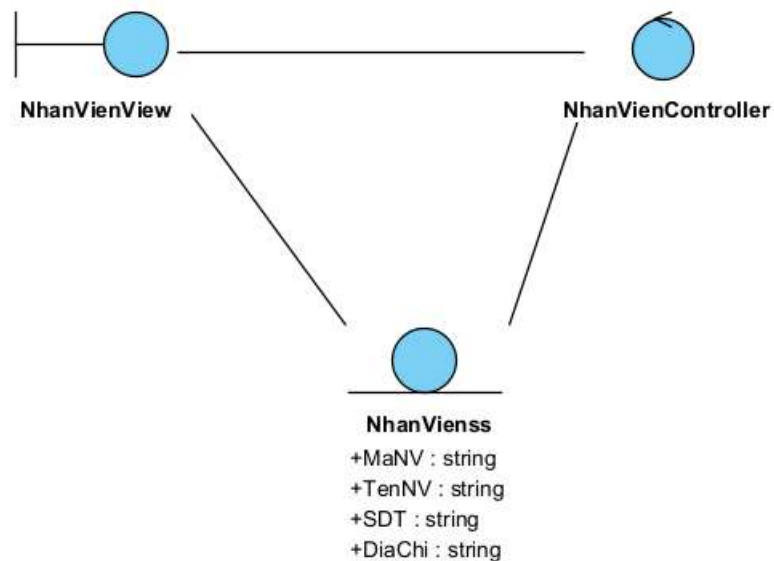 NhanVienView
NhanVienController
NhanVienss
+MaNV : string
+TenNV : string
+SDT : string
+DiaChi : string